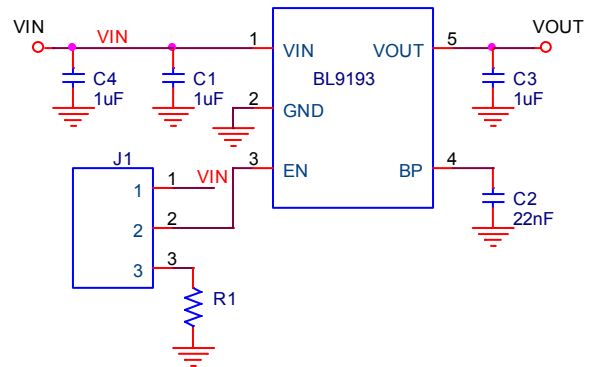 VIN VIN 1 VIN VOUT 5 VOUT
C4 1uF
C1 1uF
BL9193
C3 1uF
2 GND
J1
3 EN BP 4
1 1 VIN
C2 22nF
2 2
3 3
R1